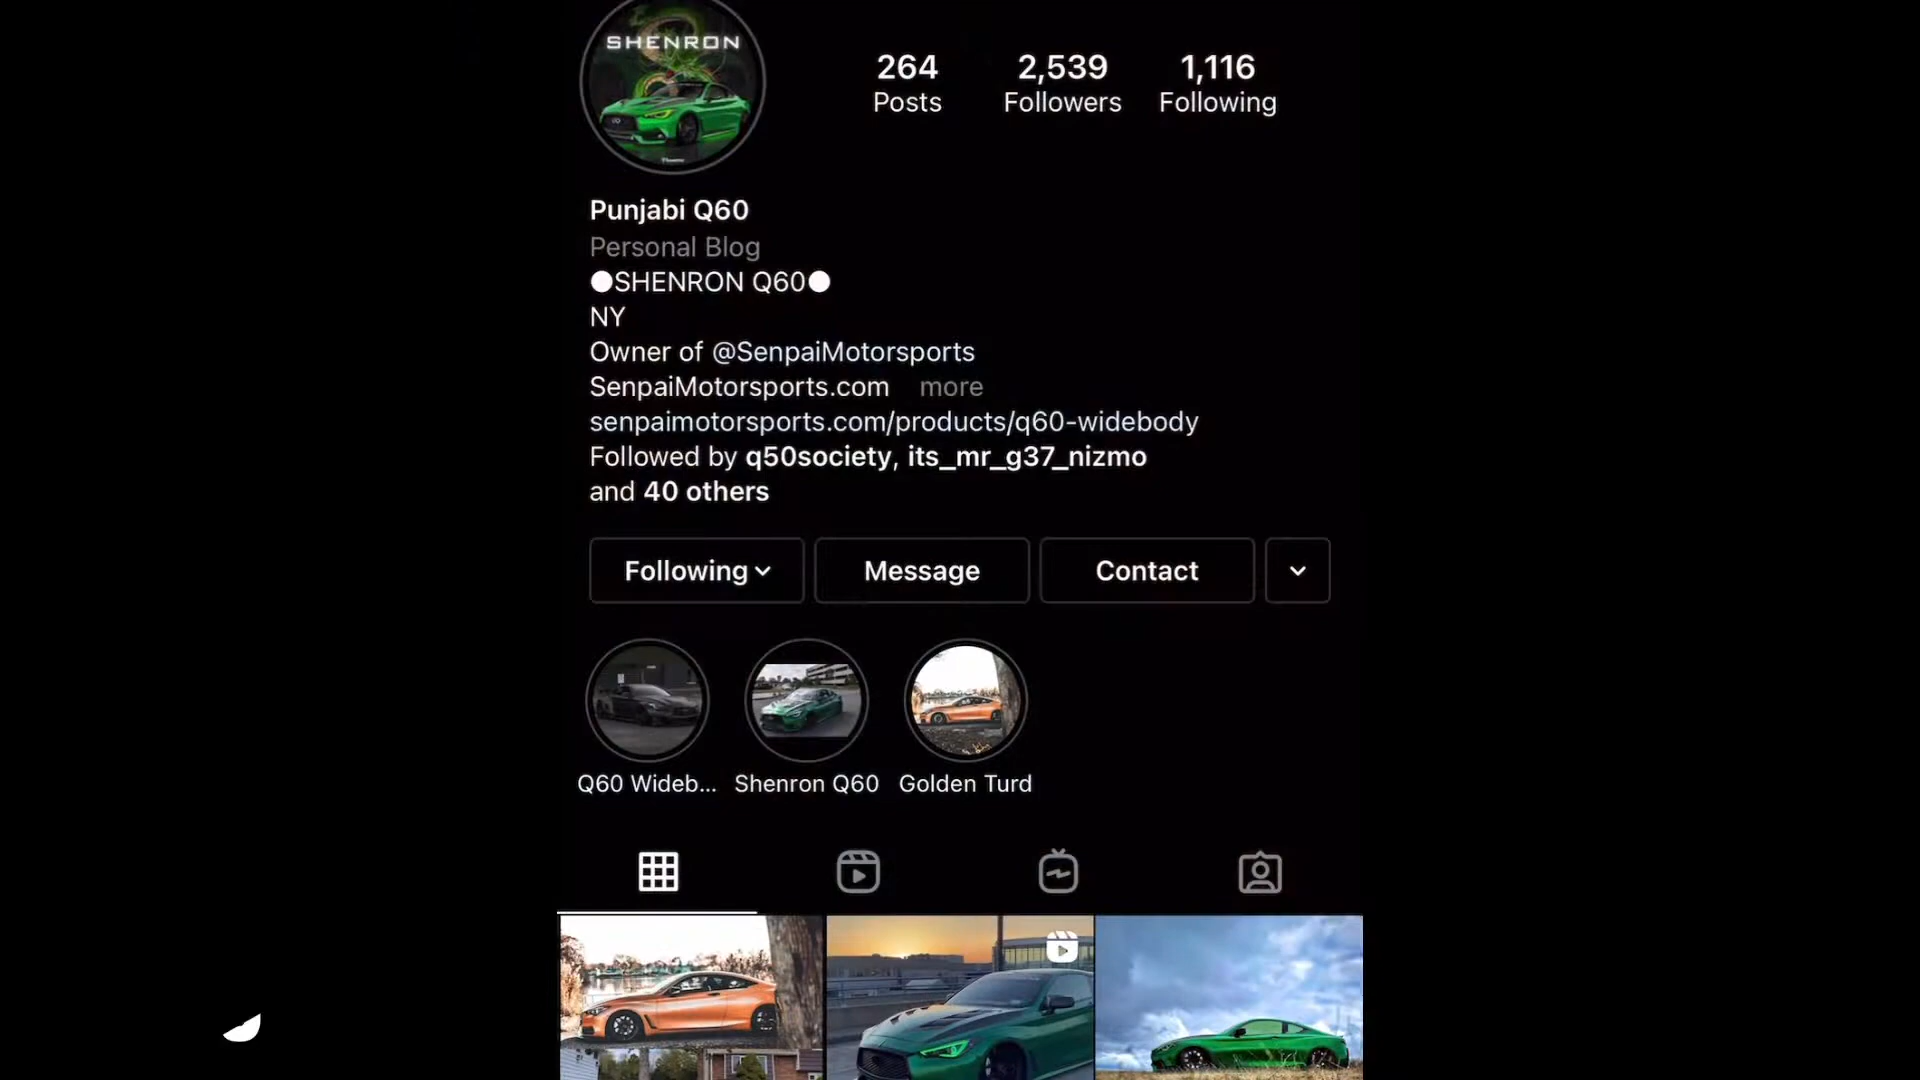 SHENRON
264
Posts
2,539
Followers
1,116
Following
Punjabi Q60
Personal Blog
●SHENRON Q60●
NY
Owner of @SenpaiMotorsports
SenpaiMotorsports.com more
senpaimotorsports.com/products/q60-widebody
Followed by q50society, its_mr_g37_nizmo
and 40 others
Following
Message
Contact
Q60 Wideb...
Shenron Q60
Golden Turd